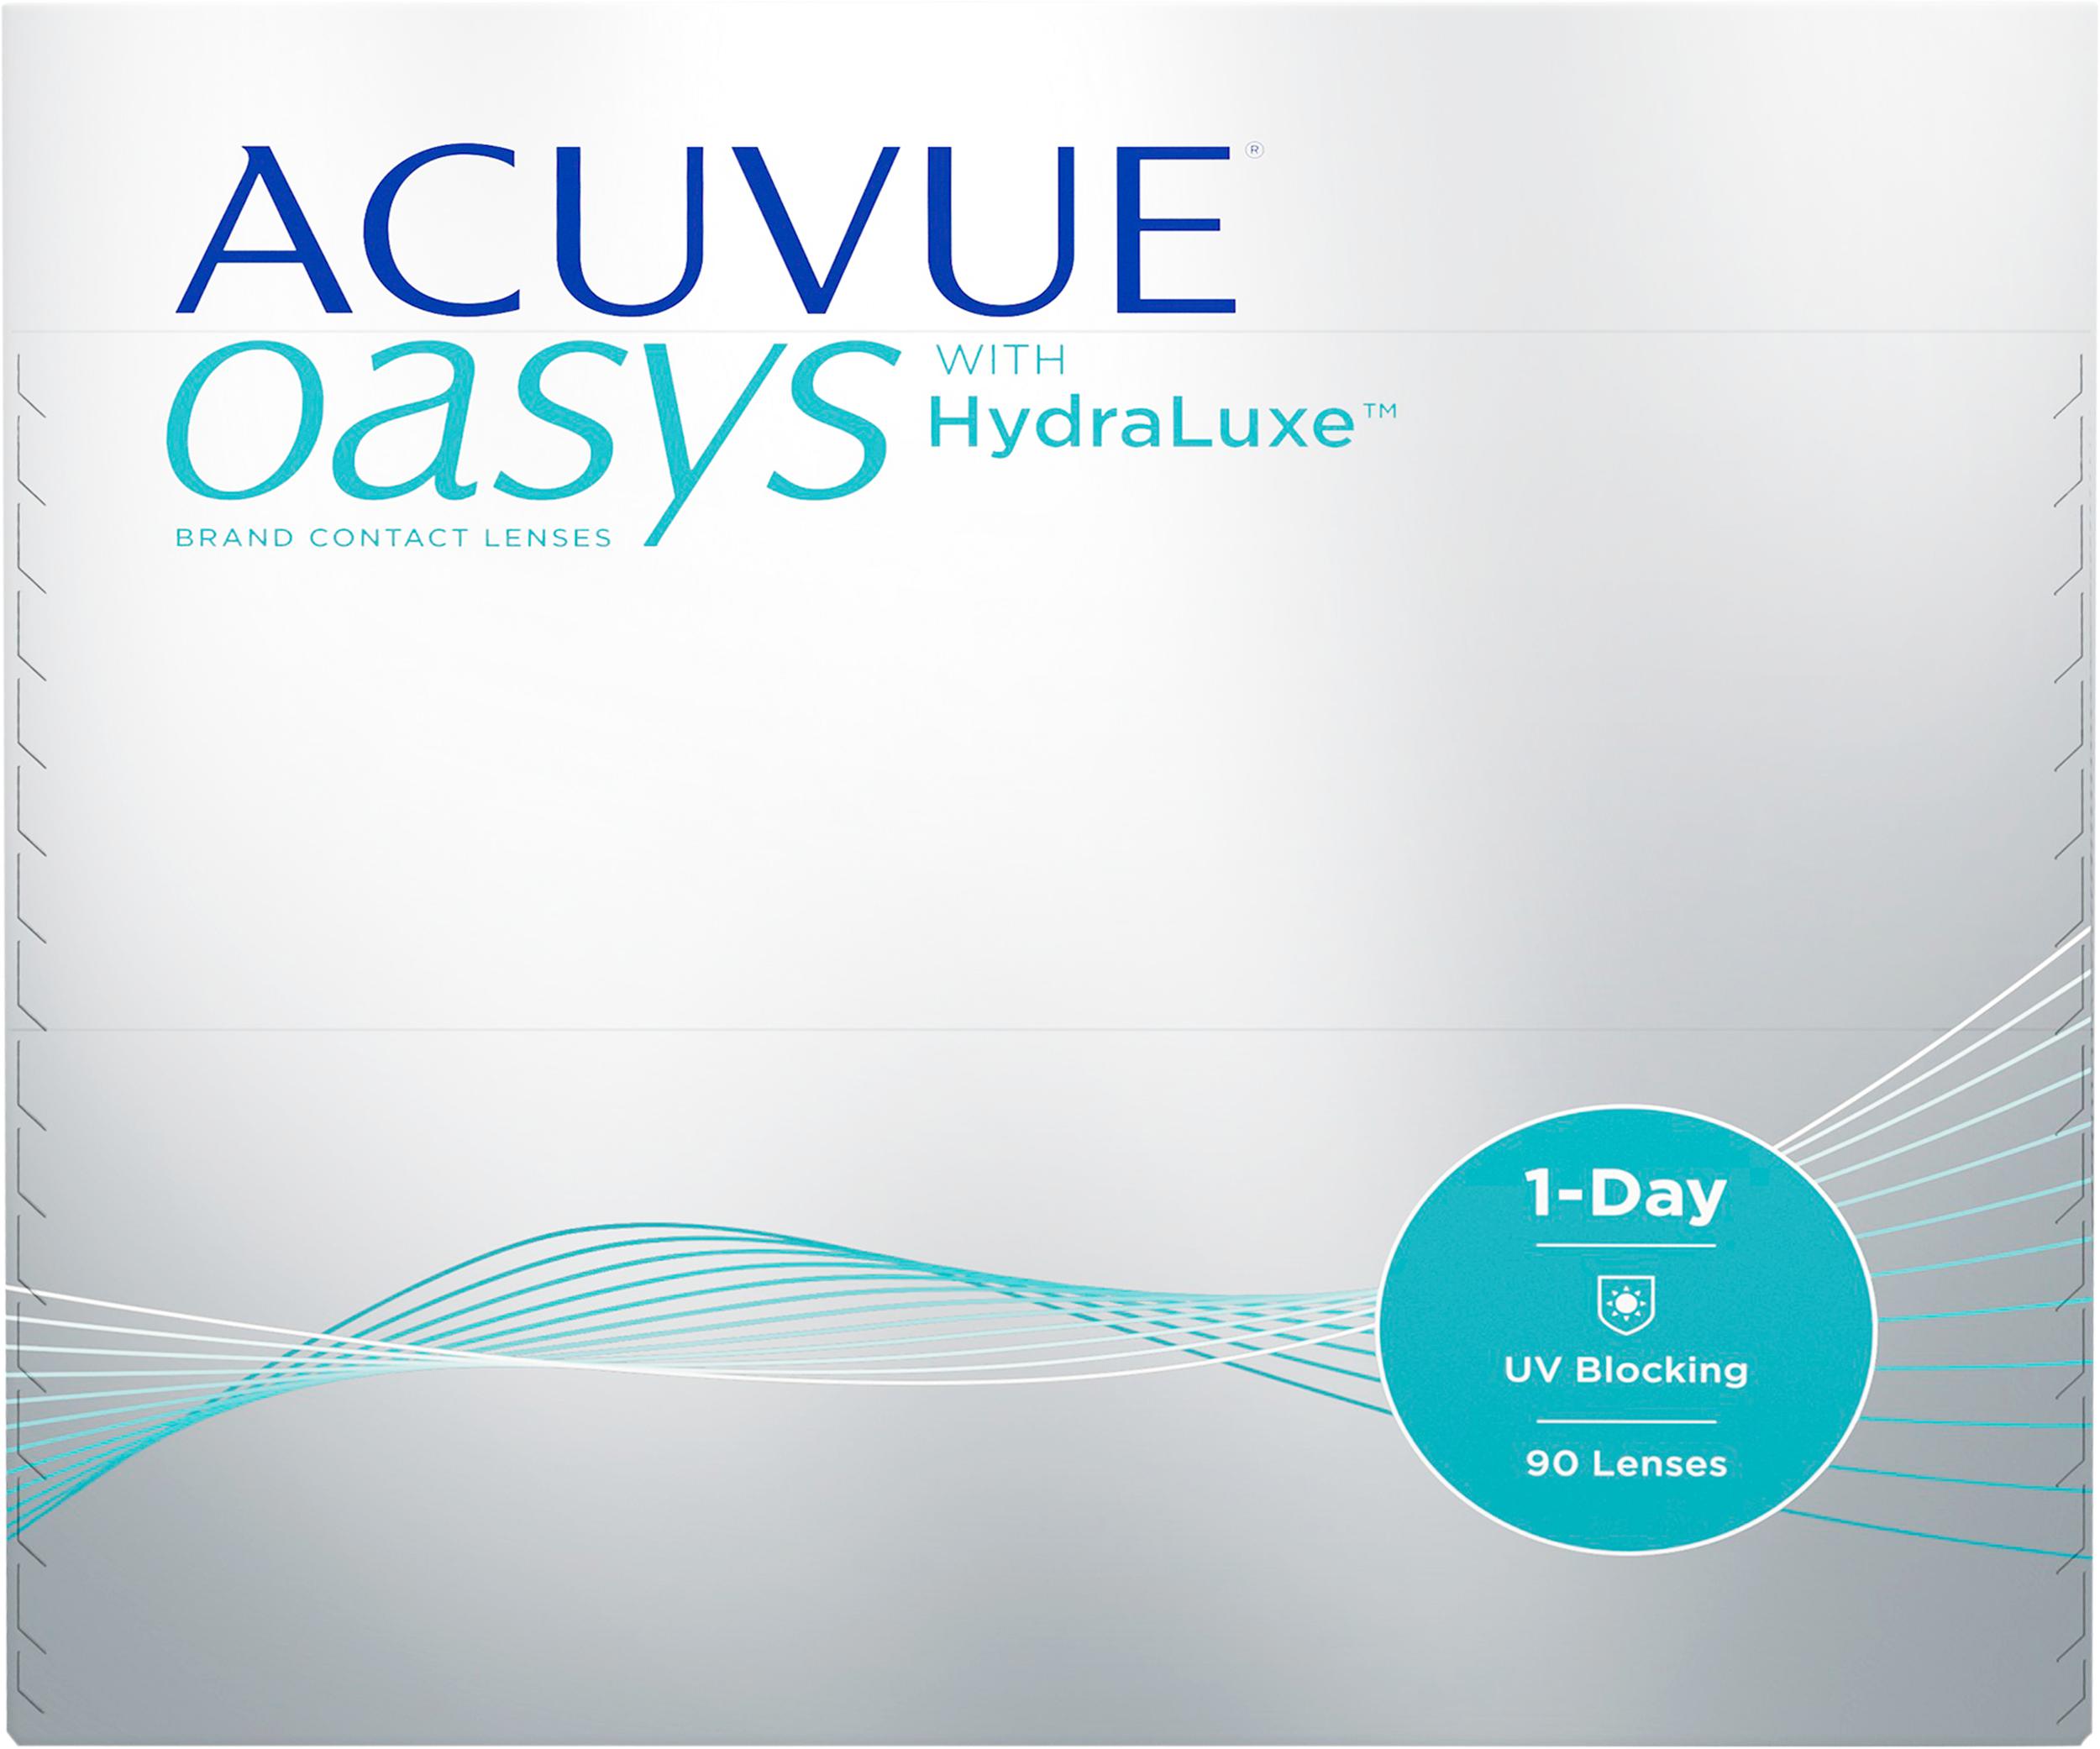 ACUVUE®
oasys WITH
HydraLuxe™
BRAND CONTACT LENSES
1-Day
UV Blocking
90 Lenses